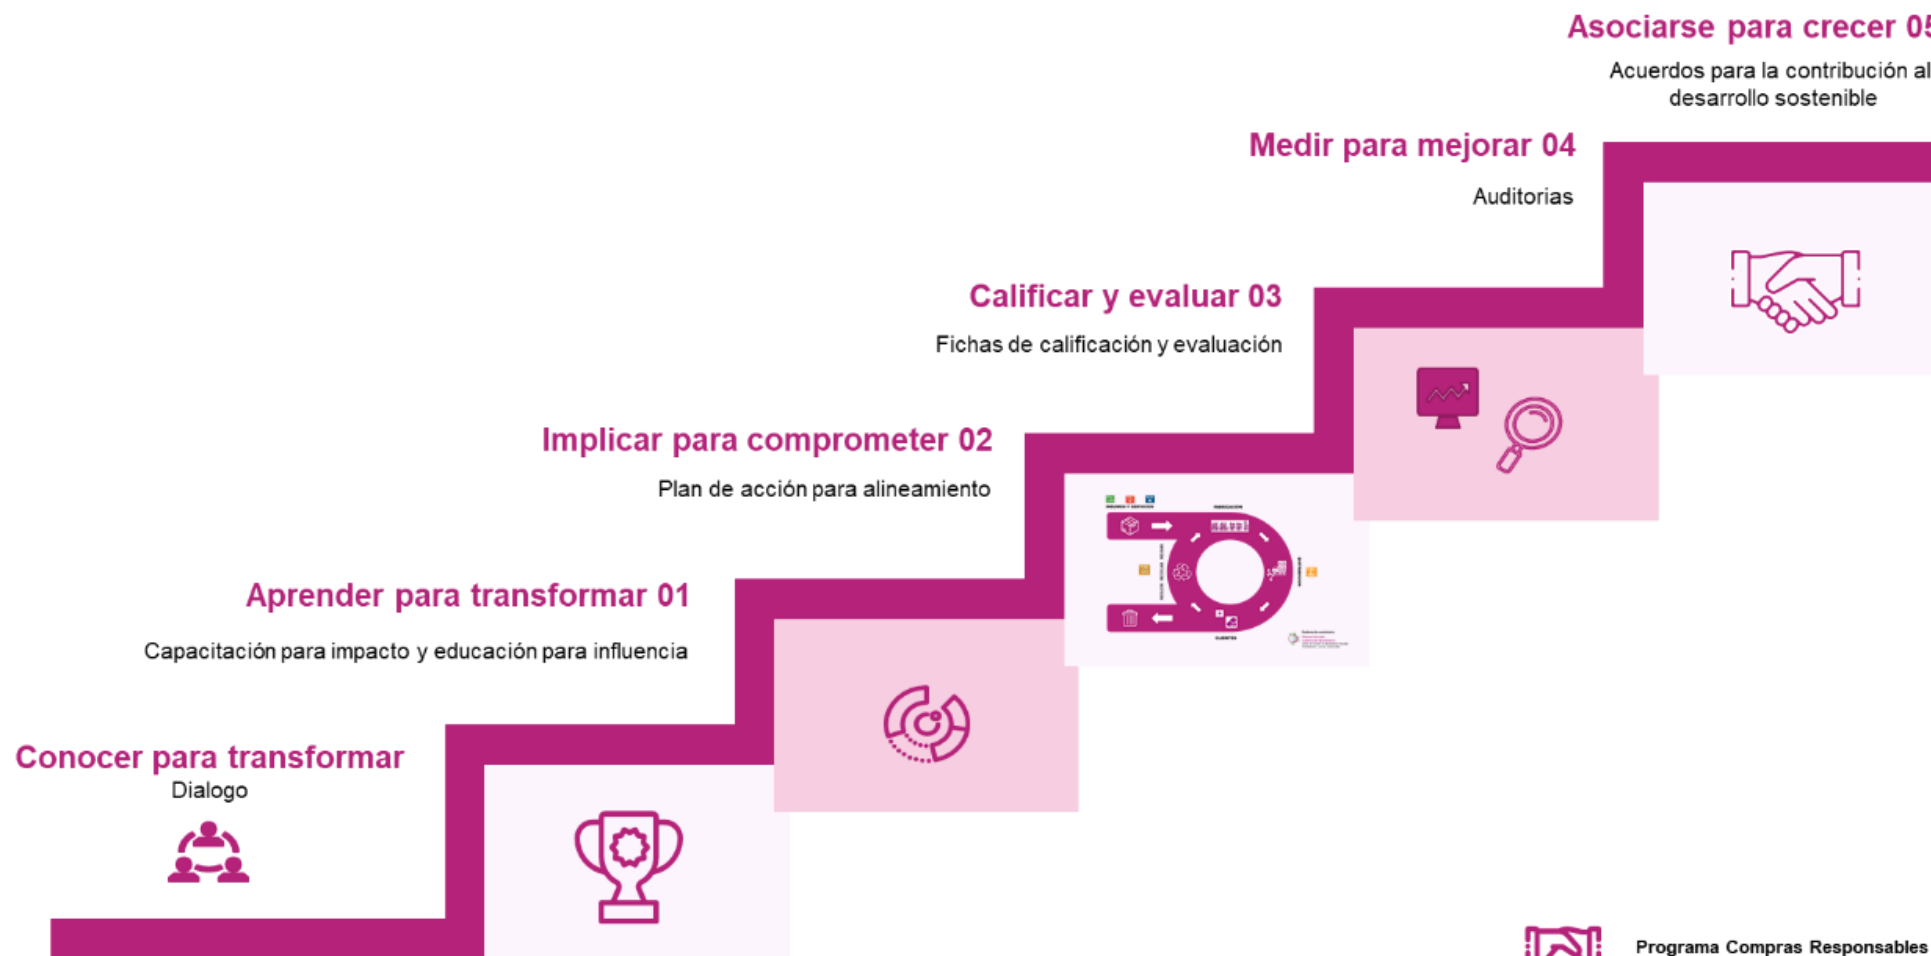 Asociarse para crecer 05
Acuerdos para la contribución al
desarrollo sostenible
Medir para mejorar 04
Auditorias
Calificar y evaluar 03
Fichas de calificación y evaluación
Implicar para comprometer 02
Plan de acción para alineamiento
Aprender para transformar 01
Capacitación para impacto y educación para influencia
Conocer para transformar
Dialogo
CLIENTES
Programa Compras Responsables